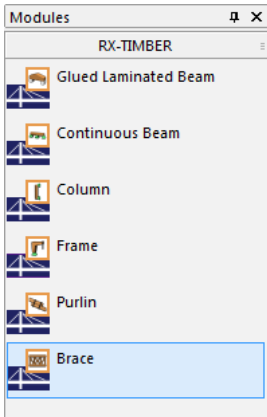 Modules
RX-TIMBER
Glued Laminated Beam
Continuous Beam
Column
Frame
Purlin
Brace